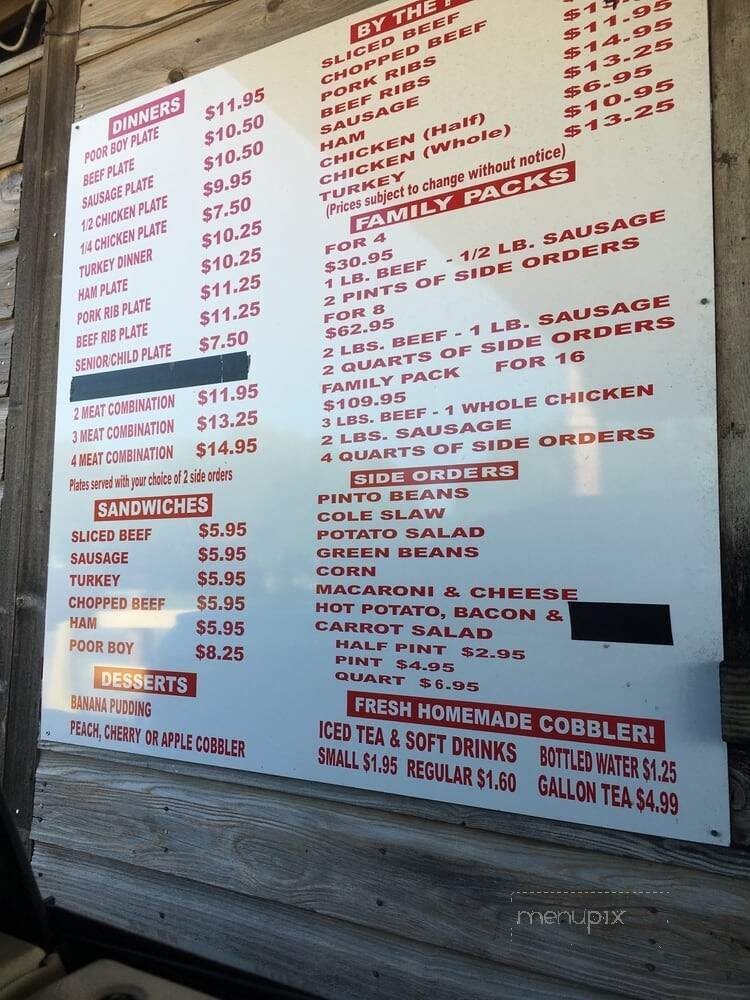 DINNERS
POOR BOY PLATE $11.95
BEEF PLATE $10.50
SAUSAGE PLATE $10.50
1/2 CHICKEN PLATE $9.95
1/4 CHICKEN PLATE $7.50
TURKEY DINNER $10.25
HAM PLATE $10.25
PORK RIB PLATE $11.25
BEEF RIB PLATE $11.25
SENIOR/CHILD PLATE $7.50
2 MEAT COMBINATION $11.95
3 MEAT COMBINATION $13.25
4 MEAT COMBINATION $14.95
Plates served with your choice of 2 side orders
SANDWICHES
SLICED BEEF $5.95
SAUSAGE $5.95
TURKEY $5.95
CHOPPED BEEF $5.95
HAM $5.95
POOR BOY $8.25
DESSERTS
BANANA PUDDING
PEACH, CHERRY OR APPLE COBBLER
BY THE
SLICED BEEF
CHOPPED BEEF
PORK RIBS
BEEF RIBS $11.95
SAUSAGE $14.95
HAM $13.25
CHICKEN (Half) $6.95
CHICKEN (Whole) $10.95
TURKEY $13.25
(Prices subject to change without notice)
FAMILY PACKS
FOR 4
$30.95
1 LB. BEEF - 1/2 LB. SAUSAGE
2 PINTS OF SIDE ORDERS
FOR 8
$62.95
2 LBS. BEEF - 1 LB. SAUSAGE
2 QUARTS OF SIDE ORDERS
FAMILY PACK FOR 16
$109.95
3 LBS. BEEF - 1 WHOLE CHICKEN
2 LBS. SAUSAGE
4 QUARTS OF SIDE ORDERS
SIDE ORDERS
PINTO BEANS
COLE SLAW
POTATO SALAD
GREEN BEANS
CORN
MACARONI & CHEESE
HOT POTATO, BACON &
CARROT SALAD
HALF PINT $2.95
PINT $4.95
QUART $6.95
FRESH HOMEMADE COBBLER!
ICED TEA & SOFT DRINKS BOTTLED WATER $1.25
SMALL $1.95 REGULAR $1.60 GALLON TEA $4.99
menupix